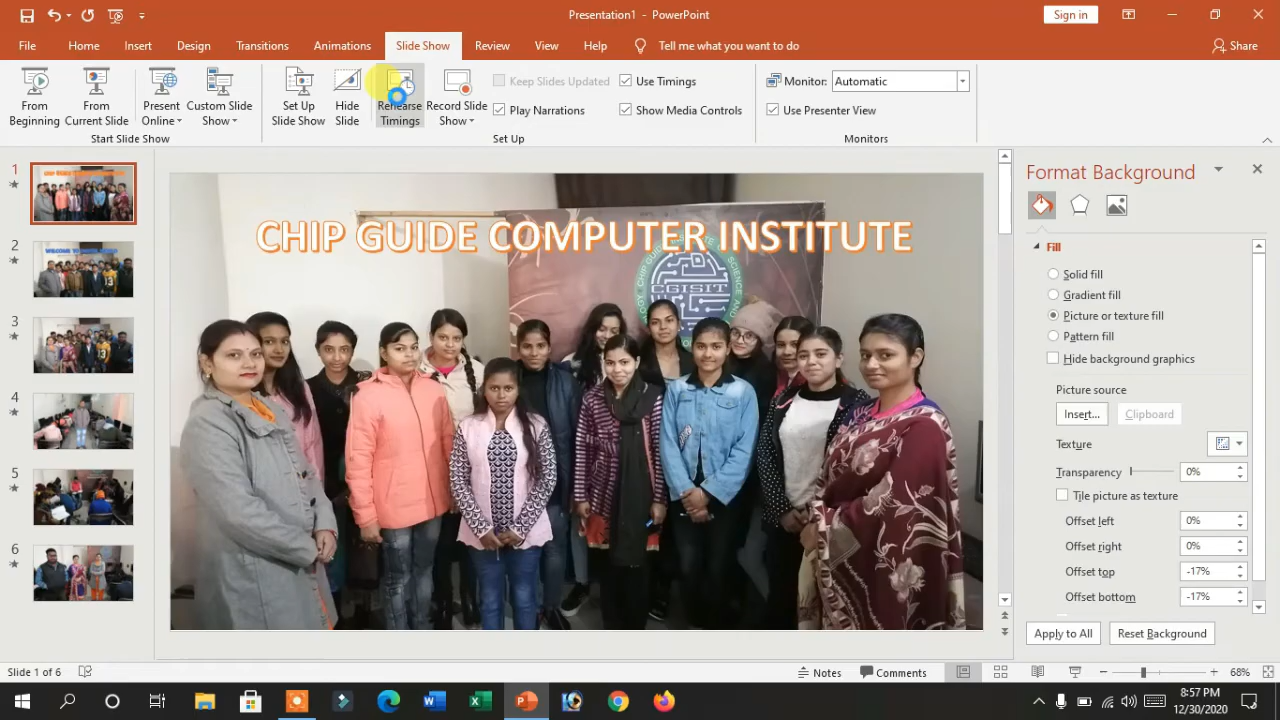 Presentation1 - PowerPoint
Sign in
File Home Insert Design Transitions Animations Slide Show Review View Help Tell me what you want to do Share
From Beginning
From Current Slide
Present Online
Custom Slide Show
Set Up Slide Show
Hide Slide
Rehearse Timings
Record Slide Show
Keep Slides Updated
Play Narrations
Use Timings
Show Media Controls
Monitor: Automatic
Use Presenter View
Start Slide Show
Set Up
Monitors
1
2
3
4
5
6
CHIP GUIDE COMPUTER INSTITUTE
CGISIT
Format Background
Fill
Solid fill
Gradient fill
Picture or texture fill
Pattern fill
Hide background graphics
Picture source
Insert... Clipboard
Texture
Transparency 0%
Tile picture as texture
Offset left 0%
Offset right 0%
Offset top -17%
Offset bottom -17%
Apply to All Reset Background
Slide 1 of 6
Notes Comments 68%
8:57 PM
12/30/2020